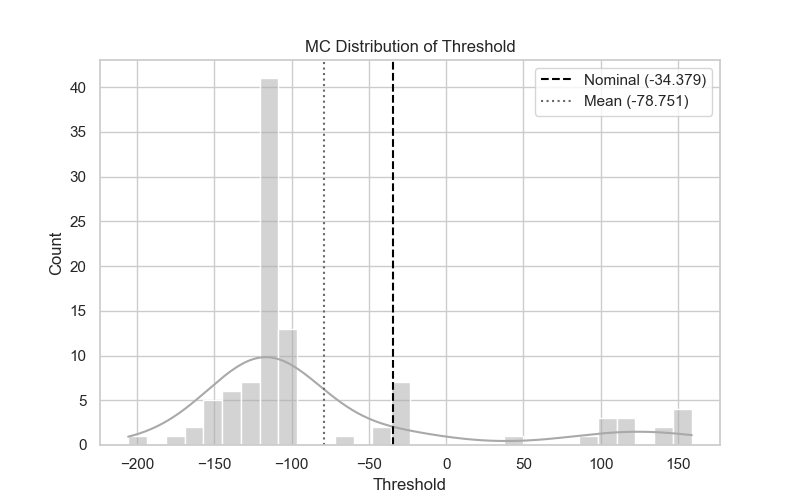 MC Distribution of Threshold
Nominal (-34.379)
Mean (-78.751)
Count
40
35
30
25
20
15
10
5
0
−200 −150 −100 −50 0 50 100 150
Threshold